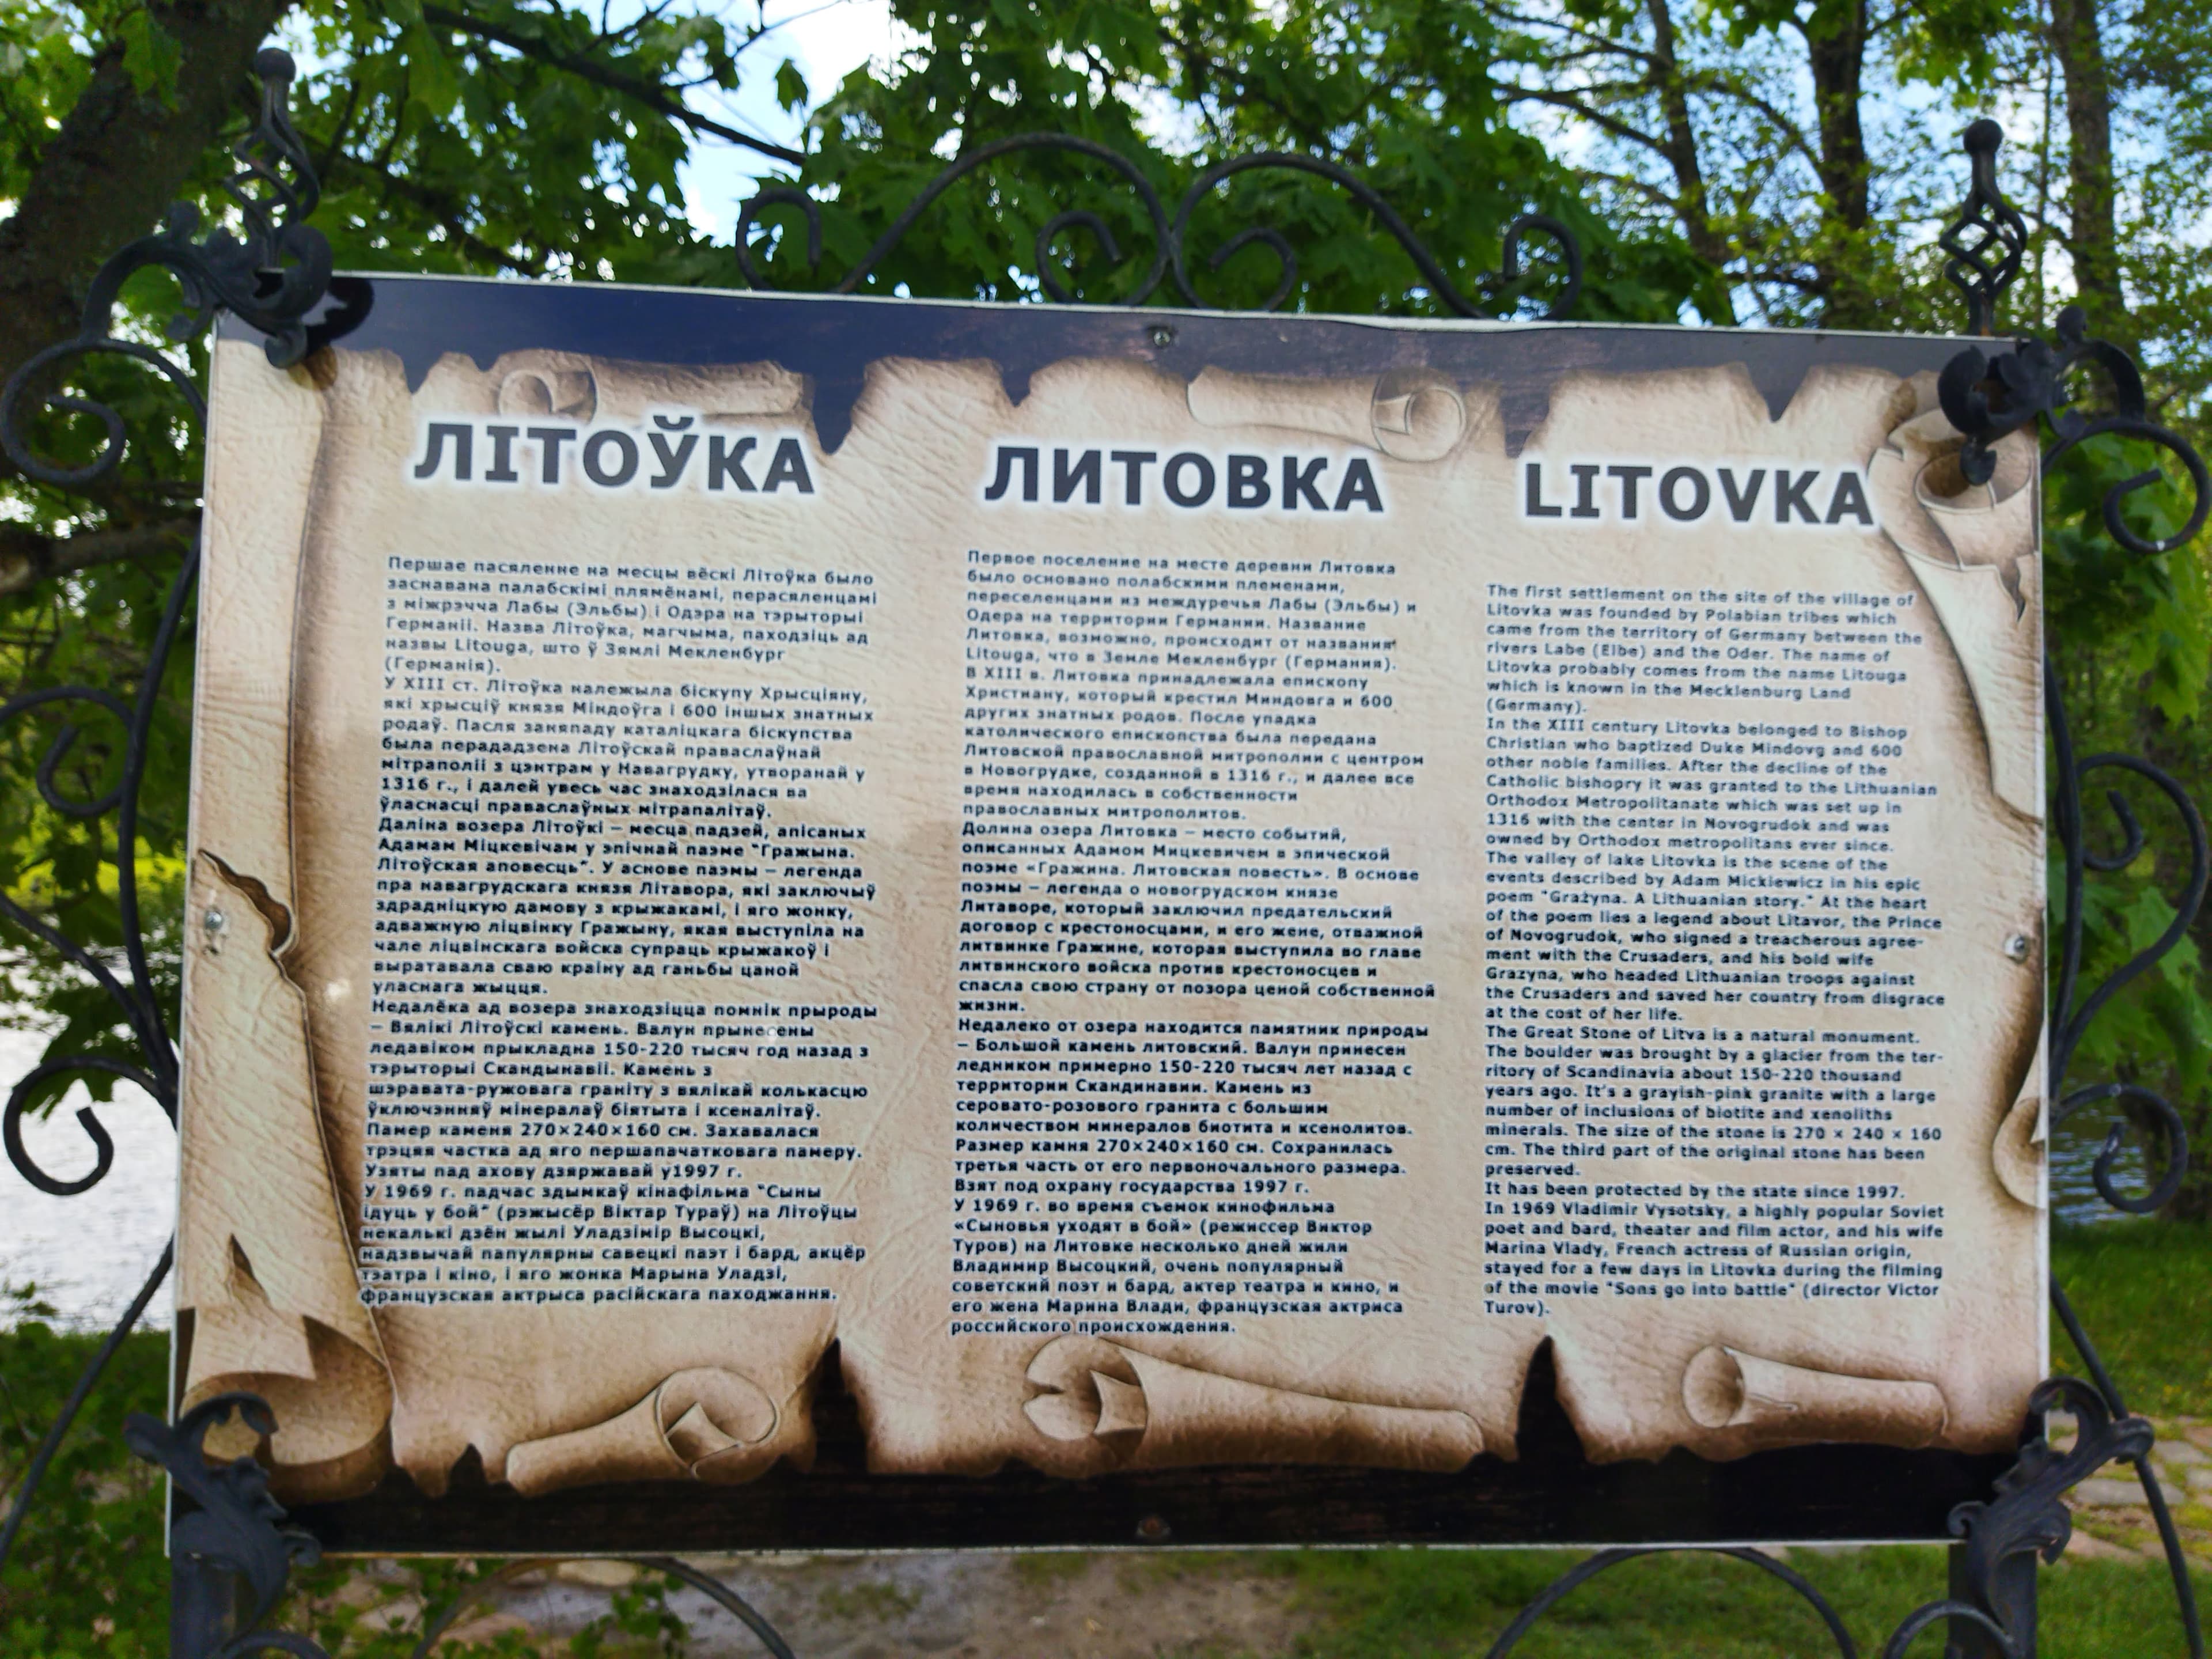 ЛІТОЎКА
Першае пасяленне на месцы вёскі Літоўка было
заснавана палабскімі плямёнамі, перасяленцамі
з міжрэчча Лабы (Эльбы) і Одэра на тэрыторыі
Германіі. Назва Літоўка, магчыма, паходзіць ад
назвы Litouga, што ў Зямлі Мекленбург
(Германія).
У XIII ст. Літоўка належыла біскупу Хрысціяну,
які хрысціў князя Міндоўга і 600 іншых знатных
родаў. Пасля заняпаду каталіцкага біскупства
была перададзена Літоўскай праваслаўнай
мітраполіі з цэнтрам у Навагрудку, утворанай у
1316 г., і далей увесь час знаходзілася ва
ўласнасці праваслаўных мітрапалітаў.
Даліна возера Літоўкі – месца падзей, апісаных
Адамам Міцкевічам у эпічнай паэме "Гражына.
Літоўская аповесць". У аснове паэмы – легенда
пра навагрудскага князя Літавора, які заключыў
здрадніцкую дамову з крыжакамі, і яго жонку,
адважную ліцвінку Гражыну, якая выступіла на
чале ліцвінскага войска супраць крыжакоў і
выратавала сваю краіну ад ганьбы цаной
уласнага жыцця.
Недалёка ад возера знаходзіцца помнік прыроды
– Вялікі Літоўскі камень. Валун прынесены
ледавіком прыкладна 150-220 тысяч год назад з
тэрыторыі Скандынавіі. Камень з
шэравата-ружовага граніту з вялікай колькасцю
ўключэнняў мінералаў біятыта і ксеналітаў.
Памер каменя 270×240×160 см. Захавалася
трэцяя частка ад яго першапачатковага памеру.
Узяты пад ахову дзяржавай у1997 г.
У 1969 г. падчас здымкаў кінафільма "Сыны
ідуць у бой" (рэжысёр Віктар Тураў) на Літоўцы
некалькі дзён жылі Уладзімір Высоцкі,
надзвычай папулярны савецкі паэт і бард, акцёр
тэатра і кіно, і яго жонка Марына Уладзі,
французская актрыса расійскага паходжання.
ЛИТОВКА
Первое поселение на месте деревни Литовка
было основано полабскими племенами,
переселенцами из междуречья Лабы (Эльбы) и
Одера на территории Германии. Название
Литовка, возможно, происходит от названия
Litouga, что в Земле Мекленбург (Германия).
В XIII в. Литовка принадлежала епископу
Христиану, который крестил Миндовга и 600
других знатных родов. После упадка
католического епископства была передана
Литовской православной митрополии с центром
в Новогрудке, созданной в 1316 г., и далее все
время находилась в собственности
православных митрополитов.
Долина озера Литовка – место событий,
описанных Адамом Мицкевичем в эпической
поэме «Гражина. Литовская повесть». В основе
поэмы – легенда о новогрудском князе
Литаворе, который заключил предательский
договор с крестоносцами, и его жене, отважной
литвинке Гражине, которая выступила во главе
литвинского войска против крестоносцев и
спасла свою страну от позора ценой собственной
жизни.
Недалеко от озера находится памятник природы
– Большой камень литовский. Валун принесен
ледником примерно 150-220 тысяч лет назад с
территории Скандинавии. Камень из
серовато-розового гранита с большим
количеством минералов биотита и ксенолитов.
Размер камня 270×240×160 см. Сохранилась
третья часть от его первоночального размера.
Взят под охрану государства 1997 г.
У 1969 г. во время съемок кинофильма
«Сыновья уходят в бой» (режиссер Виктор
Туров) на Литовке несколько дней жили
Владимир Высоцкий, очень популярный
советский поэт и бард, актер театра и кино, и
его жена Марина Влади, французская актриса
российского происхождения.
LITOVKA
The first settlement on the site of the village of
Litovka was founded by Polabian tribes which
came from the territory of Germany between the
rivers Labe (Elbe) and the Oder. The name of
Litovka probably comes from the name Litouga
which is known in the Mecklenburg Land
(Germany).
In the XIII century Litovka belonged to Bishop
Christian who baptized Duke Mindovg and 600
other noble families. After the decline of the
Catholic bishopry it was granted to the Lithuanian
Orthodox Metropolitanate which was set up in
1316 with the center in Novogrudok and was
owned by Orthodox metropolitans ever since.
The valley of lake Litovka is the scene of the
events described by Adam Mickiewicz in his epic
poem "Grażyna. A Lithuanian story." At the heart
of the poem lies a legend about Litavor, the Prince
of Novogrudok, who signed a treacherous agree-
ment with the Crusaders, and his bold wife
Grazyna, who headed Lithuanian troops against
the Crusaders and saved her country from disgrace
at the cost of her life.
The Great Stone of Litva is a natural monument.
The boulder was brought by a glacier from the ter-
ritory of Scandinavia about 150-220 thousand
years ago. It's a grayish-pink granite with a large
number of inclusions of biotite and xenoliths
minerals. The size of the stone is 270 × 240 × 160
cm. The third part of the original stone has been
preserved.
It has been protected by the state since 1997.
In 1969 Vladimir Vysotsky, a highly popular Soviet
poet and bard, theater and film actor, and his wife
Marina Vlady, French actress of Russian origin,
stayed for a few days in Litovka during the filming
of the movie "Sons go into battle" (director Victor
Turov).